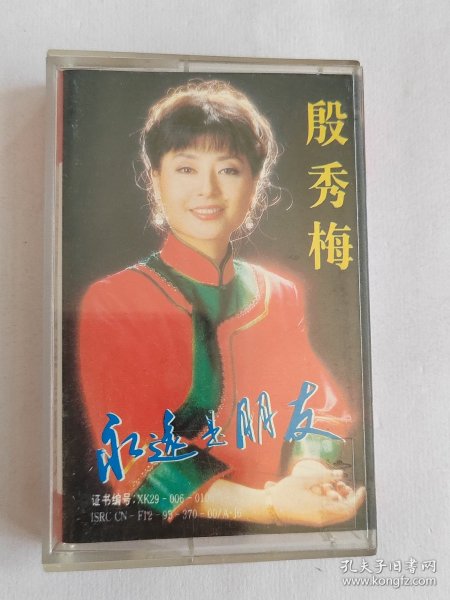 殷秀梅
永远是朋友
证书编号:XK29-006-01
ISRC CN-F12-95-370-00/A·J6
孔夫子旧书网
www.kongfz.com